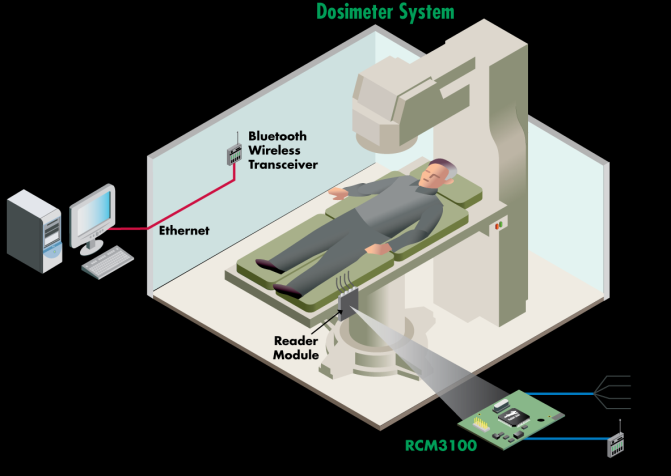 Dosimeter System
Bluetooth
Wireless
Transceiver
Ethernet
Reader
Module
RCM3100